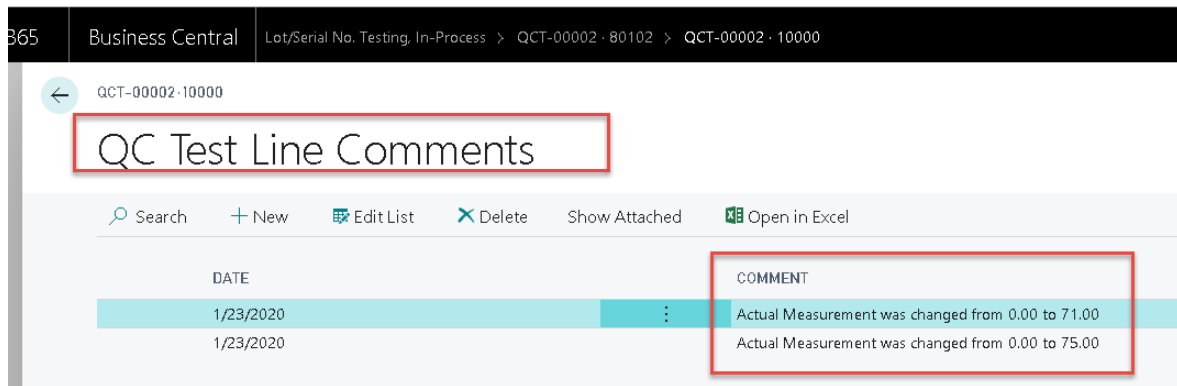 365 Business Central Lot/Serial No. Testing, In-Process > QCT-00002 · 80102 > QCT-00002 · 10000
QCT-00002·10000
QC Test Line Comments
Search + New Edit List Delete Show Attached Open in Excel
DATE COMMENT
1/23/2020 Actual Measurement was changed from 0.00 to 71.00
1/23/2020 Actual Measurement was changed from 0.00 to 75.00